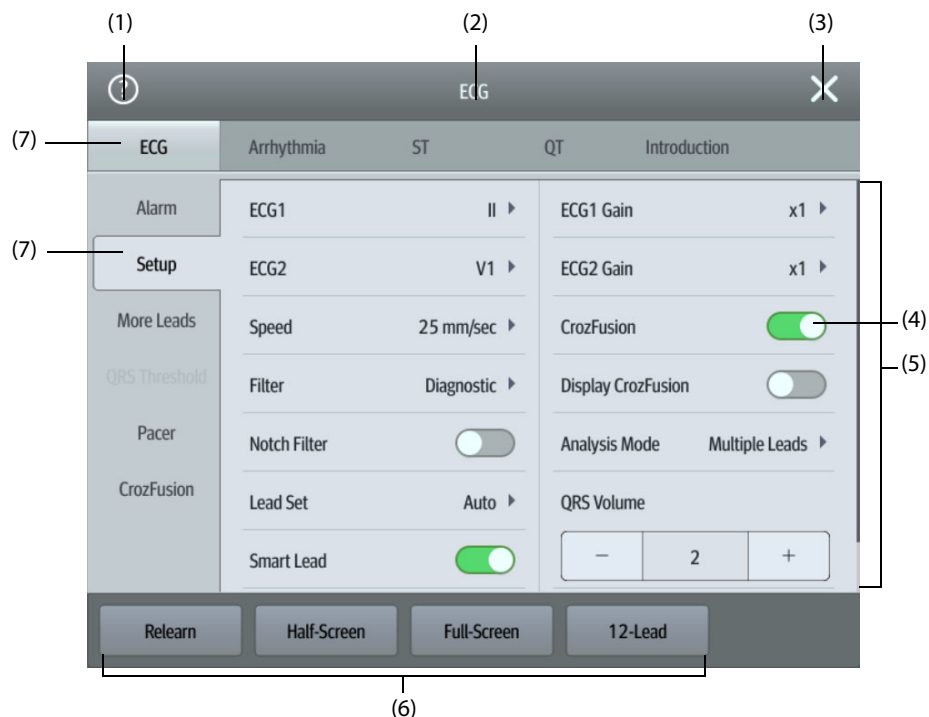 (1) (2) (3)
? ECG
(7) ECG Arrhythmia ST QT Introduction
Alarm ECG1 II ECG1 Gain x1
(7) Setup ECG2 V1 ECG2 Gain x1
More Leads Speed 25 mm/sec CrozFusion (4)
(5)
QRS Threshold Filter Diagnostic Display CrozFusion
Pacer Notch Filter Analysis Mode Multiple Leads
CrozFusion Lead Set Auto QRS Volume
Smart Lead − 2 +
Relearn Half-Screen Full-Screen 12-Lead
(6)